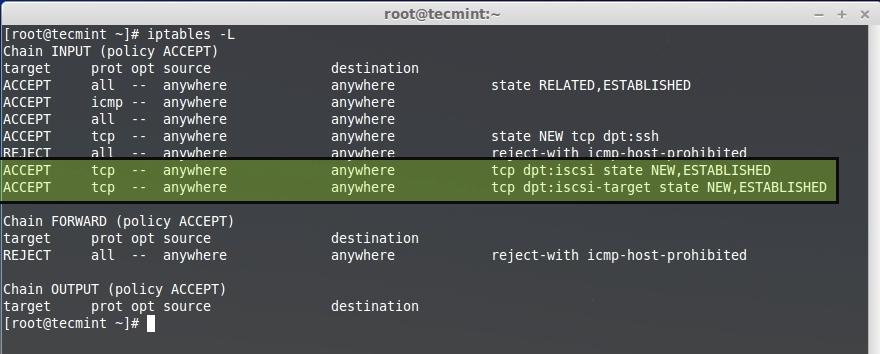 root@tecmint:~
[root@tecmint ~]# iptables -L
Chain INPUT (policy ACCEPT)
target     prot opt source               destination
ACCEPT     all  --  anywhere             anywhere            state RELATED,ESTABLISHED
ACCEPT     icmp --  anywhere             anywhere
ACCEPT     all  --  anywhere             anywhere
ACCEPT     tcp  --  anywhere             anywhere            state NEW tcp dpt:ssh
REJECT     all  --  anywhere             anywhere            reject-with icmp-host-prohibited
ACCEPT     tcp  --  anywhere             anywhere            tcp dpt:iscsi state NEW,ESTABLISHED
ACCEPT     tcp  --  anywhere             anywhere            tcp dpt:iscsi-target state NEW,ESTABLISHED
Chain FORWARD (policy ACCEPT)
target     prot opt source               destination
REJECT     all  --  anywhere             anywhere            reject-with icmp-host-prohibited
Chain OUTPUT (policy ACCEPT)
target     prot opt source               destination
[root@tecmint ~]#